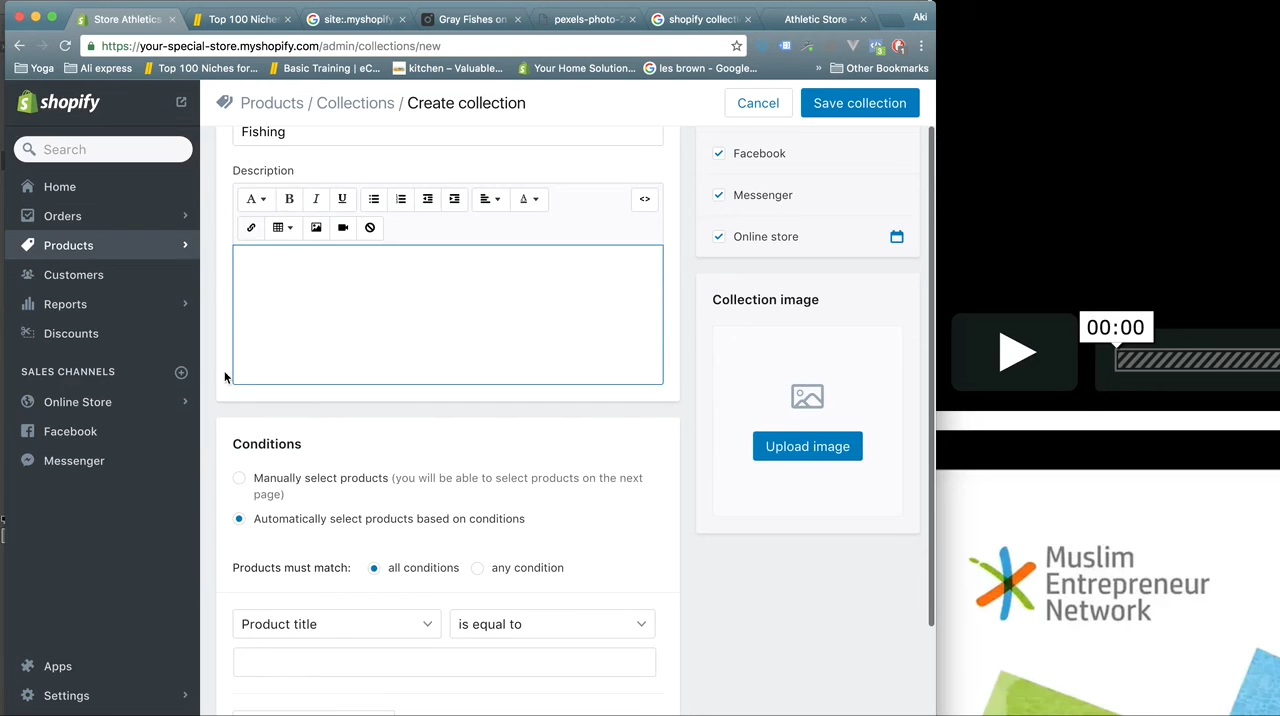 Store Athletics
Top 100 Niches
site:.myshopify
Gray Fishes on
pexels-photo-2
shopify collecti
Athletic Store –
Aki
https://your-special-store.myshopify.com/admin/collections/new
Yoga
Ali express
Top 100 Niches for...
Basic Training | eC...
kitchen – Valuable...
Your Home Solution...
les brown - Google...
»
Other Bookmarks
shopify
Products / Collections / Create collection
Cancel
Save collection
Search
Home
Orders
Products
Customers
Reports
Discounts
SALES CHANNELS
Online Store
Facebook
Messenger
Apps
Settings
Fishing
Description
A B I U A <>
Conditions
Manually select products (you will be able to select products on the next
page)
Automatically select products based on conditions
Products must match: all conditions any condition
Product title
is equal to
Facebook
Messenger
Online store
Collection image
Upload image
00:00
Muslim
Entrepreneur
Network